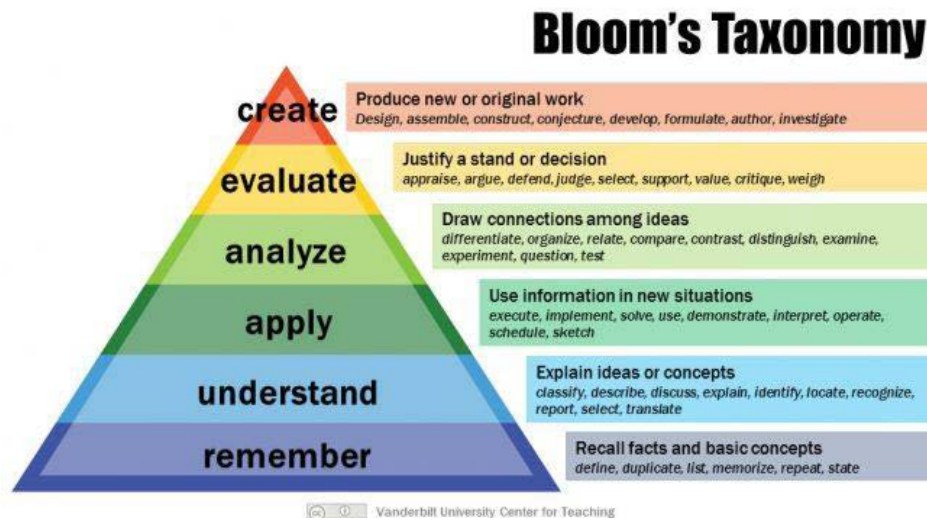 Bloom's Taxonomy
create
Produce new or original work
Design, assemble, construct, conjecture, develop, formulate, author, investigate
evaluate
Justify a stand or decision
appraise, argue, defend, judge, select, support, value, critique, weigh
analyze
Draw connections among ideas
differentiate, organize, relate, compare, contrast, distinguish, examine,
experiment, question, test
apply
Use information in new situations
execute, implement, solve, use, demonstrate, interpret, operate,
schedule, sketch
understand
Explain ideas or concepts
classify, describe, discuss, explain, identify, locate, recognize,
report, select, translate
remember
Recall facts and basic concepts
define, duplicate, list, memorize, repeat, state
cc Vanderbilt University Center for Teaching